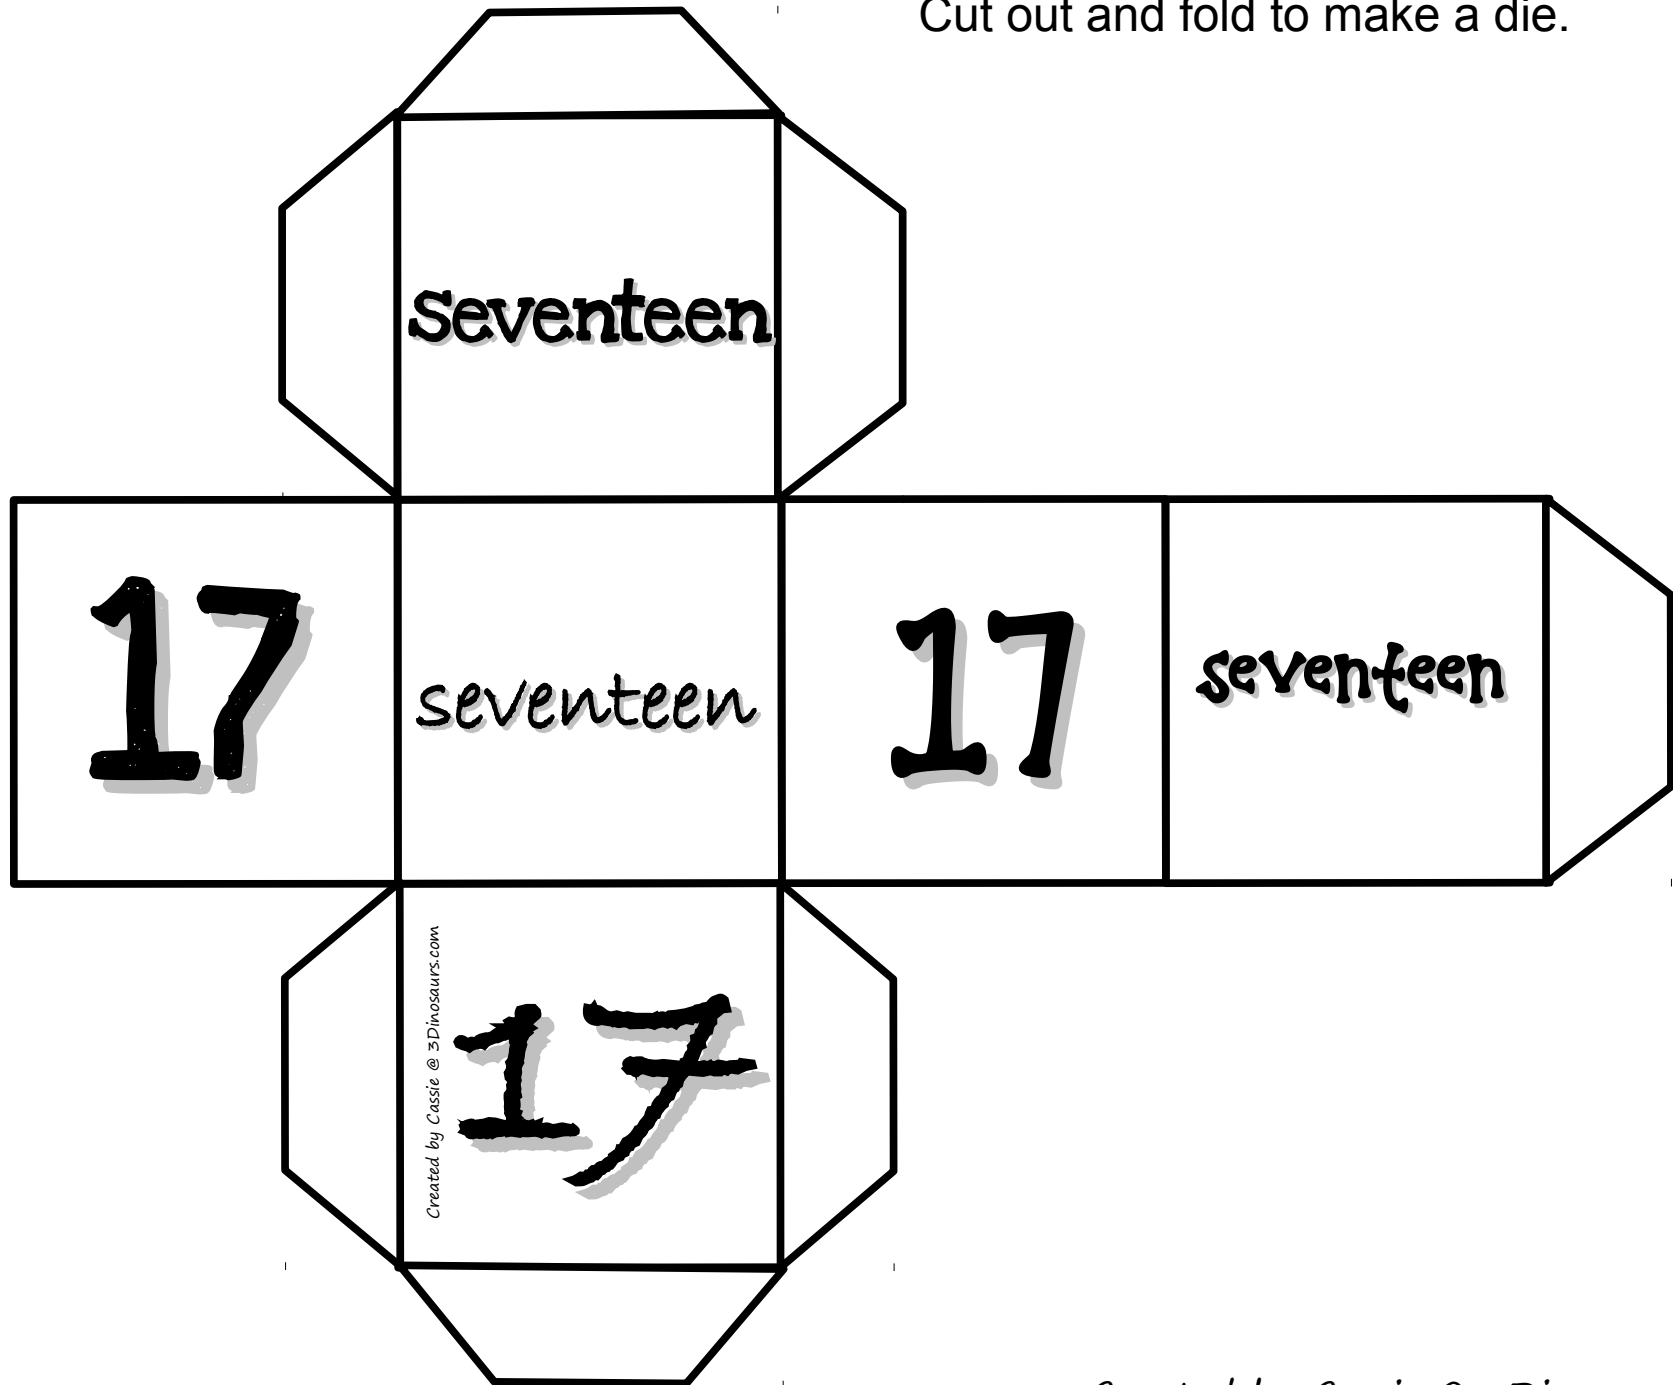 Cut out and fold to make a die.
seventeen
17
seventeen
17
seventeen
Created by Cassie @ 3Dinosaurs.com
17